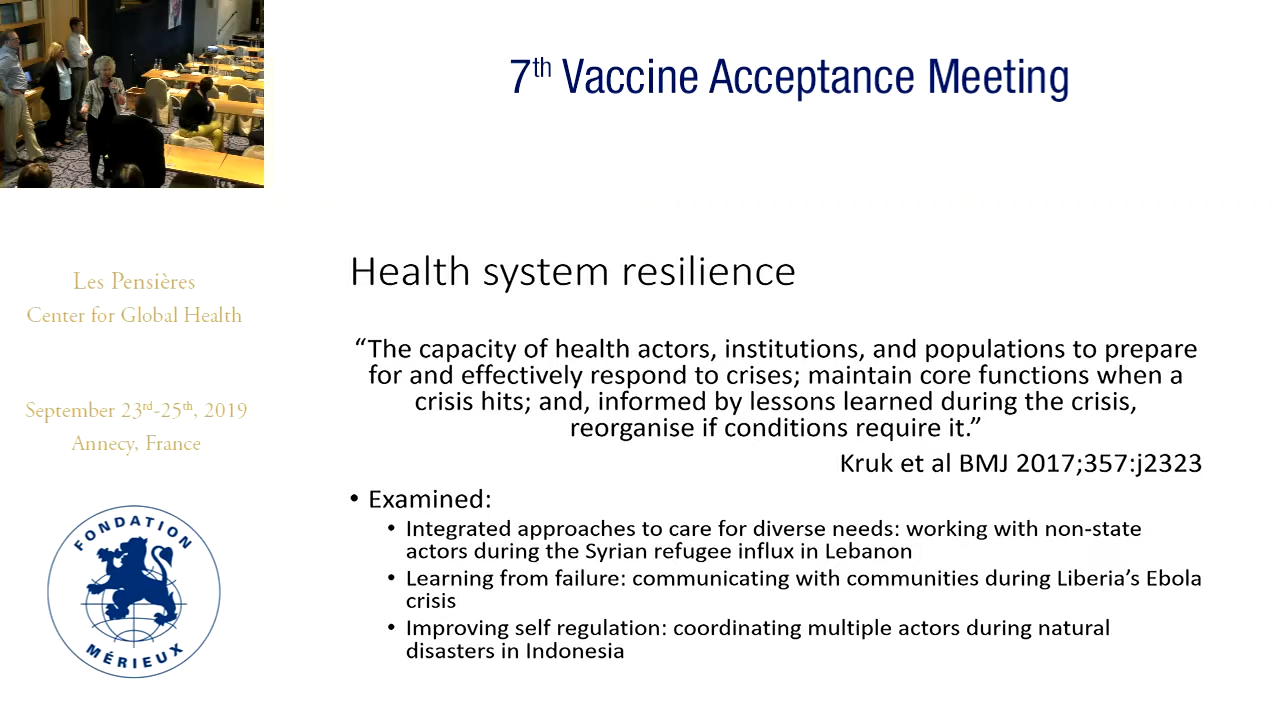 7th Vaccine Acceptance Meeting
Les Pensières
Center for Global Health
September 23rd-25th, 2019
Annecy, France
FONDATION
MÉRIEUX
Health system resilience
“The capacity of health actors, institutions, and populations to prepare
for and effectively respond to crises; maintain core functions when a
crisis hits; and, informed by lessons learned during the crisis,
reorganise if conditions require it.”
Kruk et al BMJ 2017;357:j2323
• Examined:
• Integrated approaches to care for diverse needs: working with non-state
actors during the Syrian refugee influx in Lebanon
• Learning from failure: communicating with communities during Liberia’s Ebola
crisis
• Improving self regulation: coordinating multiple actors during natural
disasters in Indonesia